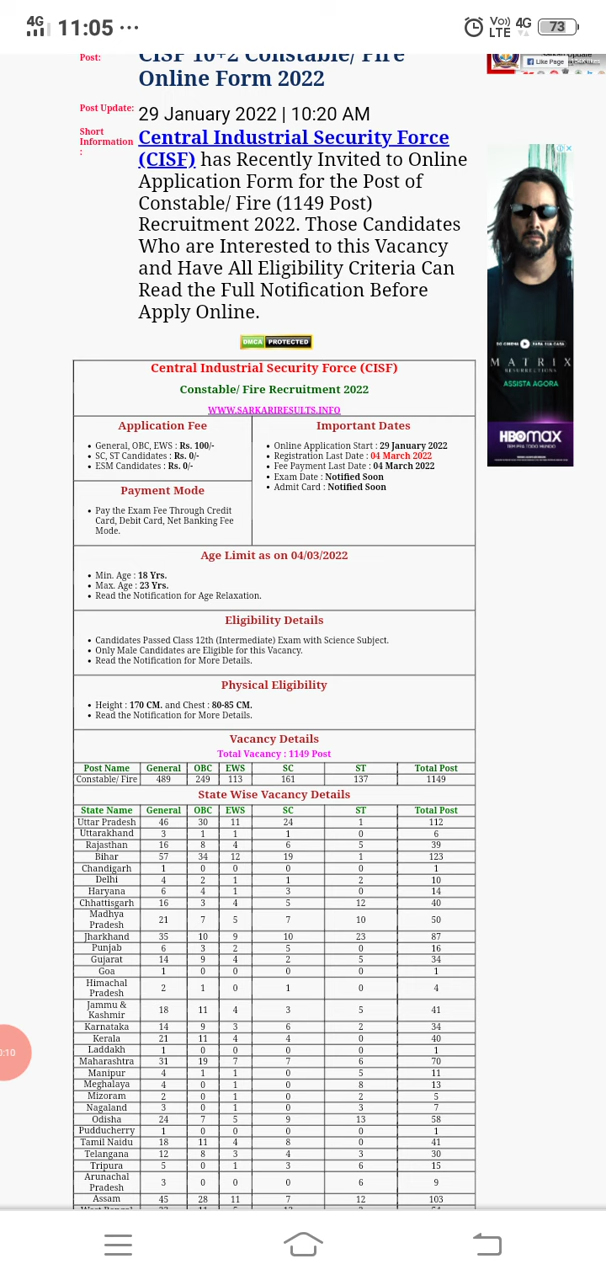 4G 11:05 ...
Vo)) LTE 4G 73
Post: CISF 10+2 Constable/ Fire
Online Form 2022
Post Update: 29 January 2022 | 10:20 AM
Short Information : Central Industrial Security Force
(CISF) has Recently Invited to Online
Application Form for the Post of
Constable/ Fire (1149 Post)
Recruitment 2022. Those Candidates
Who are Interested to this Vacancy
and Have All Eligibility Criteria Can
Read the Full Notification Before
Apply Online.
Like Page
MATRIX
RESURRECTIONS
ASSISTA AGORA
HBOmax
DMCA PROTECTED
Central Industrial Security Force (CISF)
Constable/ Fire Recruitment 2022
WWW.SARKARIRESULTS.INFO
Application Fee
General, OBC, EWS : Rs. 100/-
SC, ST Candidates : Rs. 0/-
ESM Candidates : Rs. 0/-
Payment Mode
Pay the Exam Fee Through Credit
Card, Debit Card, Net Banking Fee
Mode.
Important Dates
Online Application Start : 29 January 2022
Registration Last Date : 04 March 2022
Fee Payment Last Date : 04 March 2022
Exam Date : Notified Soon
Admit Card : Notified Soon
Age Limit as on 04/03/2022
Min. Age : 18 Yrs.
Max. Age : 23 Yrs.
Read the Notification for Age Relaxation.
Eligibility Details
Candidates Passed Class 12th (Intermediate) Exam with Science Subject.
Only Male Candidates are Eligible for this Vacancy.
Read the Notification for More Details.
Physical Eligibility
Height : 170 CM. and Chest : 80-85 CM.
Read the Notification for More Details.
Vacancy Details
Total Vacancy : 1149 Post
Post Name General OBC EWS SC ST Total Post
Constable/ Fire 489 249 113 161 137 1149
State Wise Vacancy Details
State Name General OBC EWS SC ST Total Post
Uttar Pradesh 46 30 11 24 1 112
Uttarakhand 3 1 1 1 0 6
Rajasthan 16 8 4 6 5 39
Bihar 57 34 12 19 1 123
Chandigarh 1 0 0 0 0 1
Delhi 4 2 1 1 2 10
Haryana 6 4 1 3 0 14
Chhattisgarh 16 3 4 5 12 40
Madhya Pradesh 21 7 5 7 10 50
Jharkhand 35 10 9 10 23 87
Punjab 6 3 2 5 0 16
Gujarat 14 9 4 2 5 34
Goa 1 0 0 0 0 1
Himachal Pradesh 2 1 0 1 0 4
Jammu & Kashmir 18 11 4 3 5 41
Karnataka 14 9 3 6 2 34
Kerala 21 11 4 4 0 40
Laddakh 1 0 0 0 0 1
Maharashtra 31 19 7 7 6 70
Manipur 4 1 1 0 5 11
Meghalaya 4 0 1 0 8 13
Mizoram 2 0 1 0 2 5
Nagaland 3 0 1 0 3 7
Odisha 24 7 5 9 13 58
Pudducherry 1 0 0 0 0 1
Tamil Naidu 18 11 4 8 0 41
Telangana 12 8 3 4 3 30
Tripura 5 0 1 3 6 15
Arunachal Pradesh 3 0 0 0 6 9
Assam 45 28 11 7 12 103